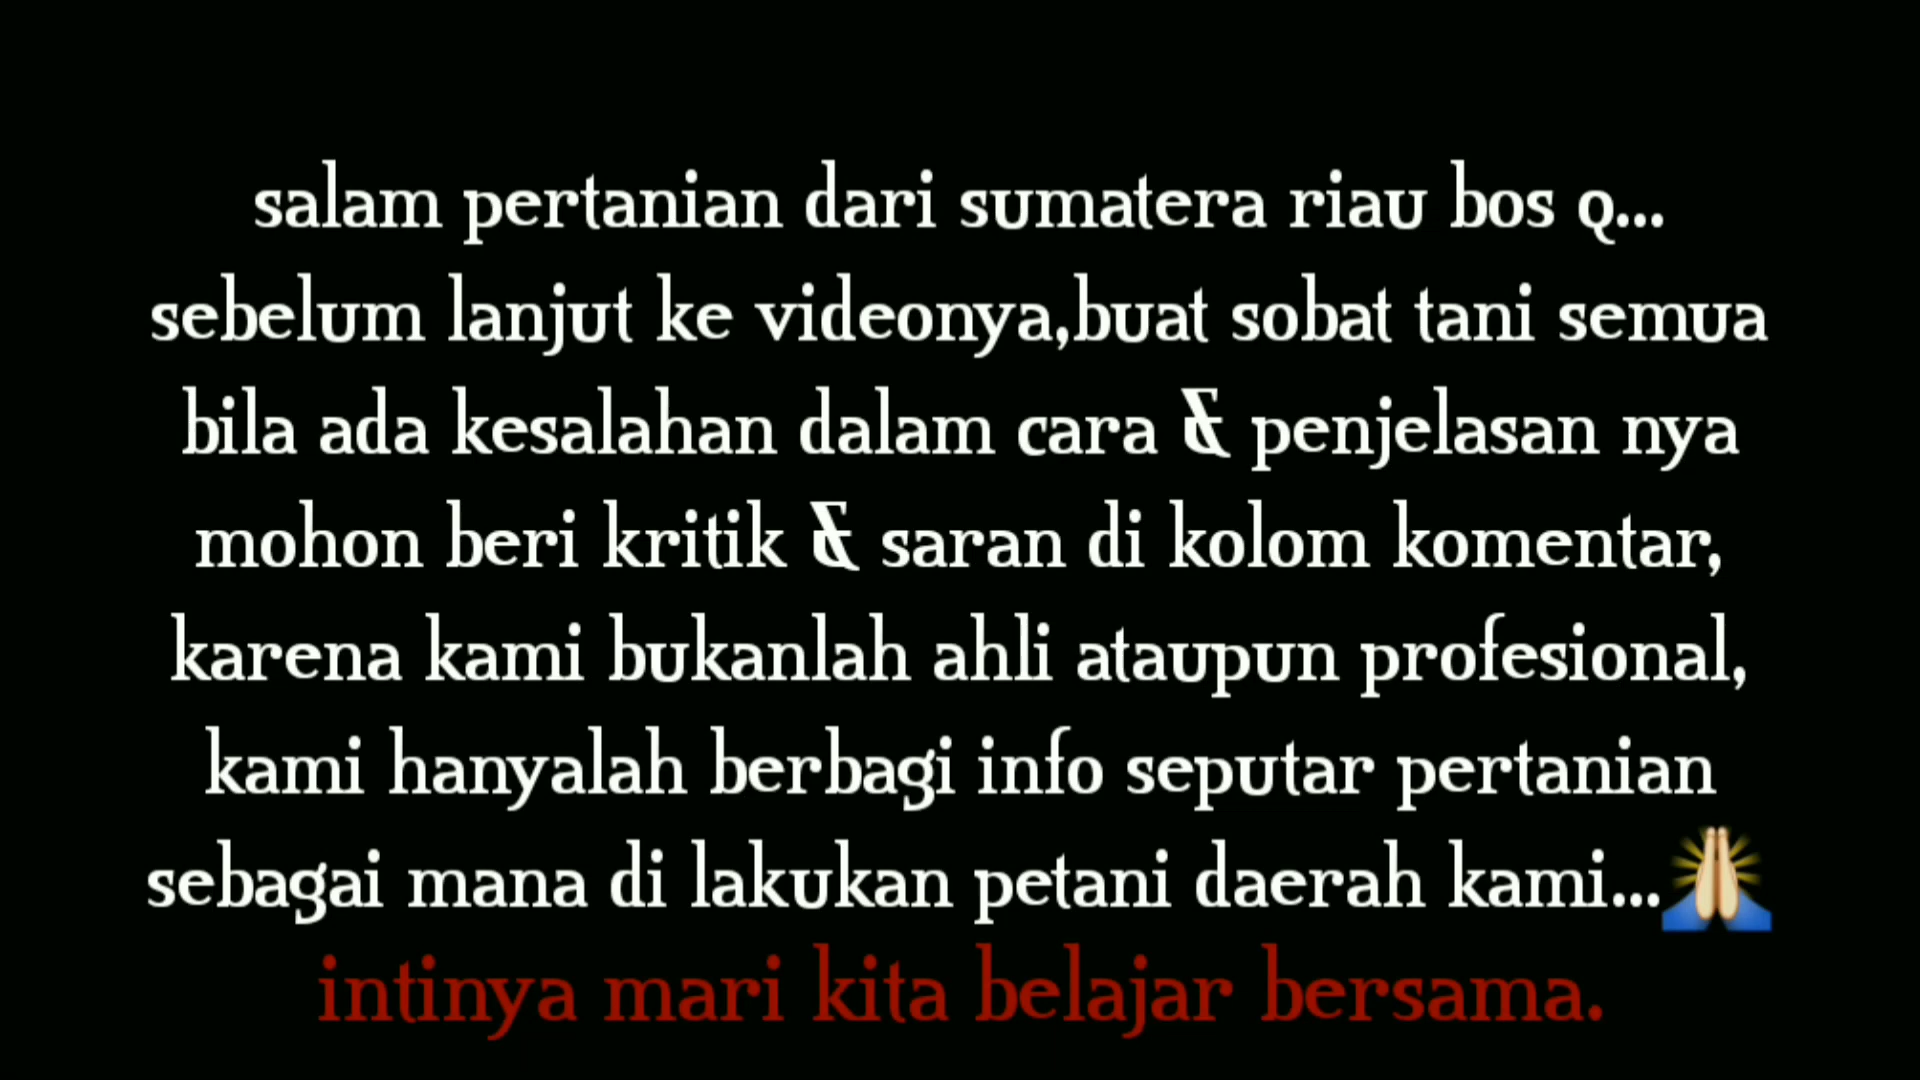 salam pertanian dari sumatera riau bos q...
sebelum lanjut ke videonya,buat sobat tani semua
bila ada kesalahan dalam cara & penjelasan nya
mohon beri kritik & saran di kolom komentar,
karena kami bukanlah ahli ataupun profesional,
kami hanyalah berbagi info seputar pertanian
sebagai mana di lakukan petani daerah kami...🙏
intinya mari kita belajar bersama.